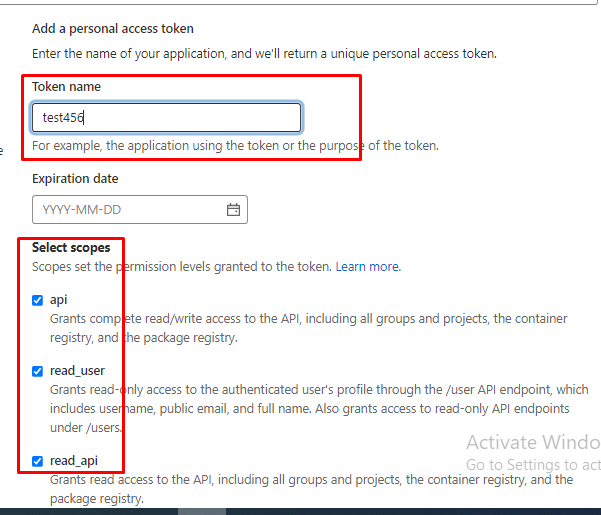 Add a personal access token
Enter the name of your application, and we'll return a unique personal access token.
Token name
test456
For example, the application using the token or the purpose of the token.
e
Expiration date
YYYY-MM-DD
Select scopes
Scopes set the permission levels granted to the token. Learn more.
api
Grants complete read/write access to the API, including all groups and projects, the container
registry, and the package registry.
read_user
Grants read-only access to the authenticated user's profile through the /user API endpoint, which
includes username, public email, and full name. Also grants access to read-only API endpoints
under /users.
Activate Windo
read_api
Go to Settings to act
Grants read access to the API, including all groups and projects, the container registry, and the
package registry.